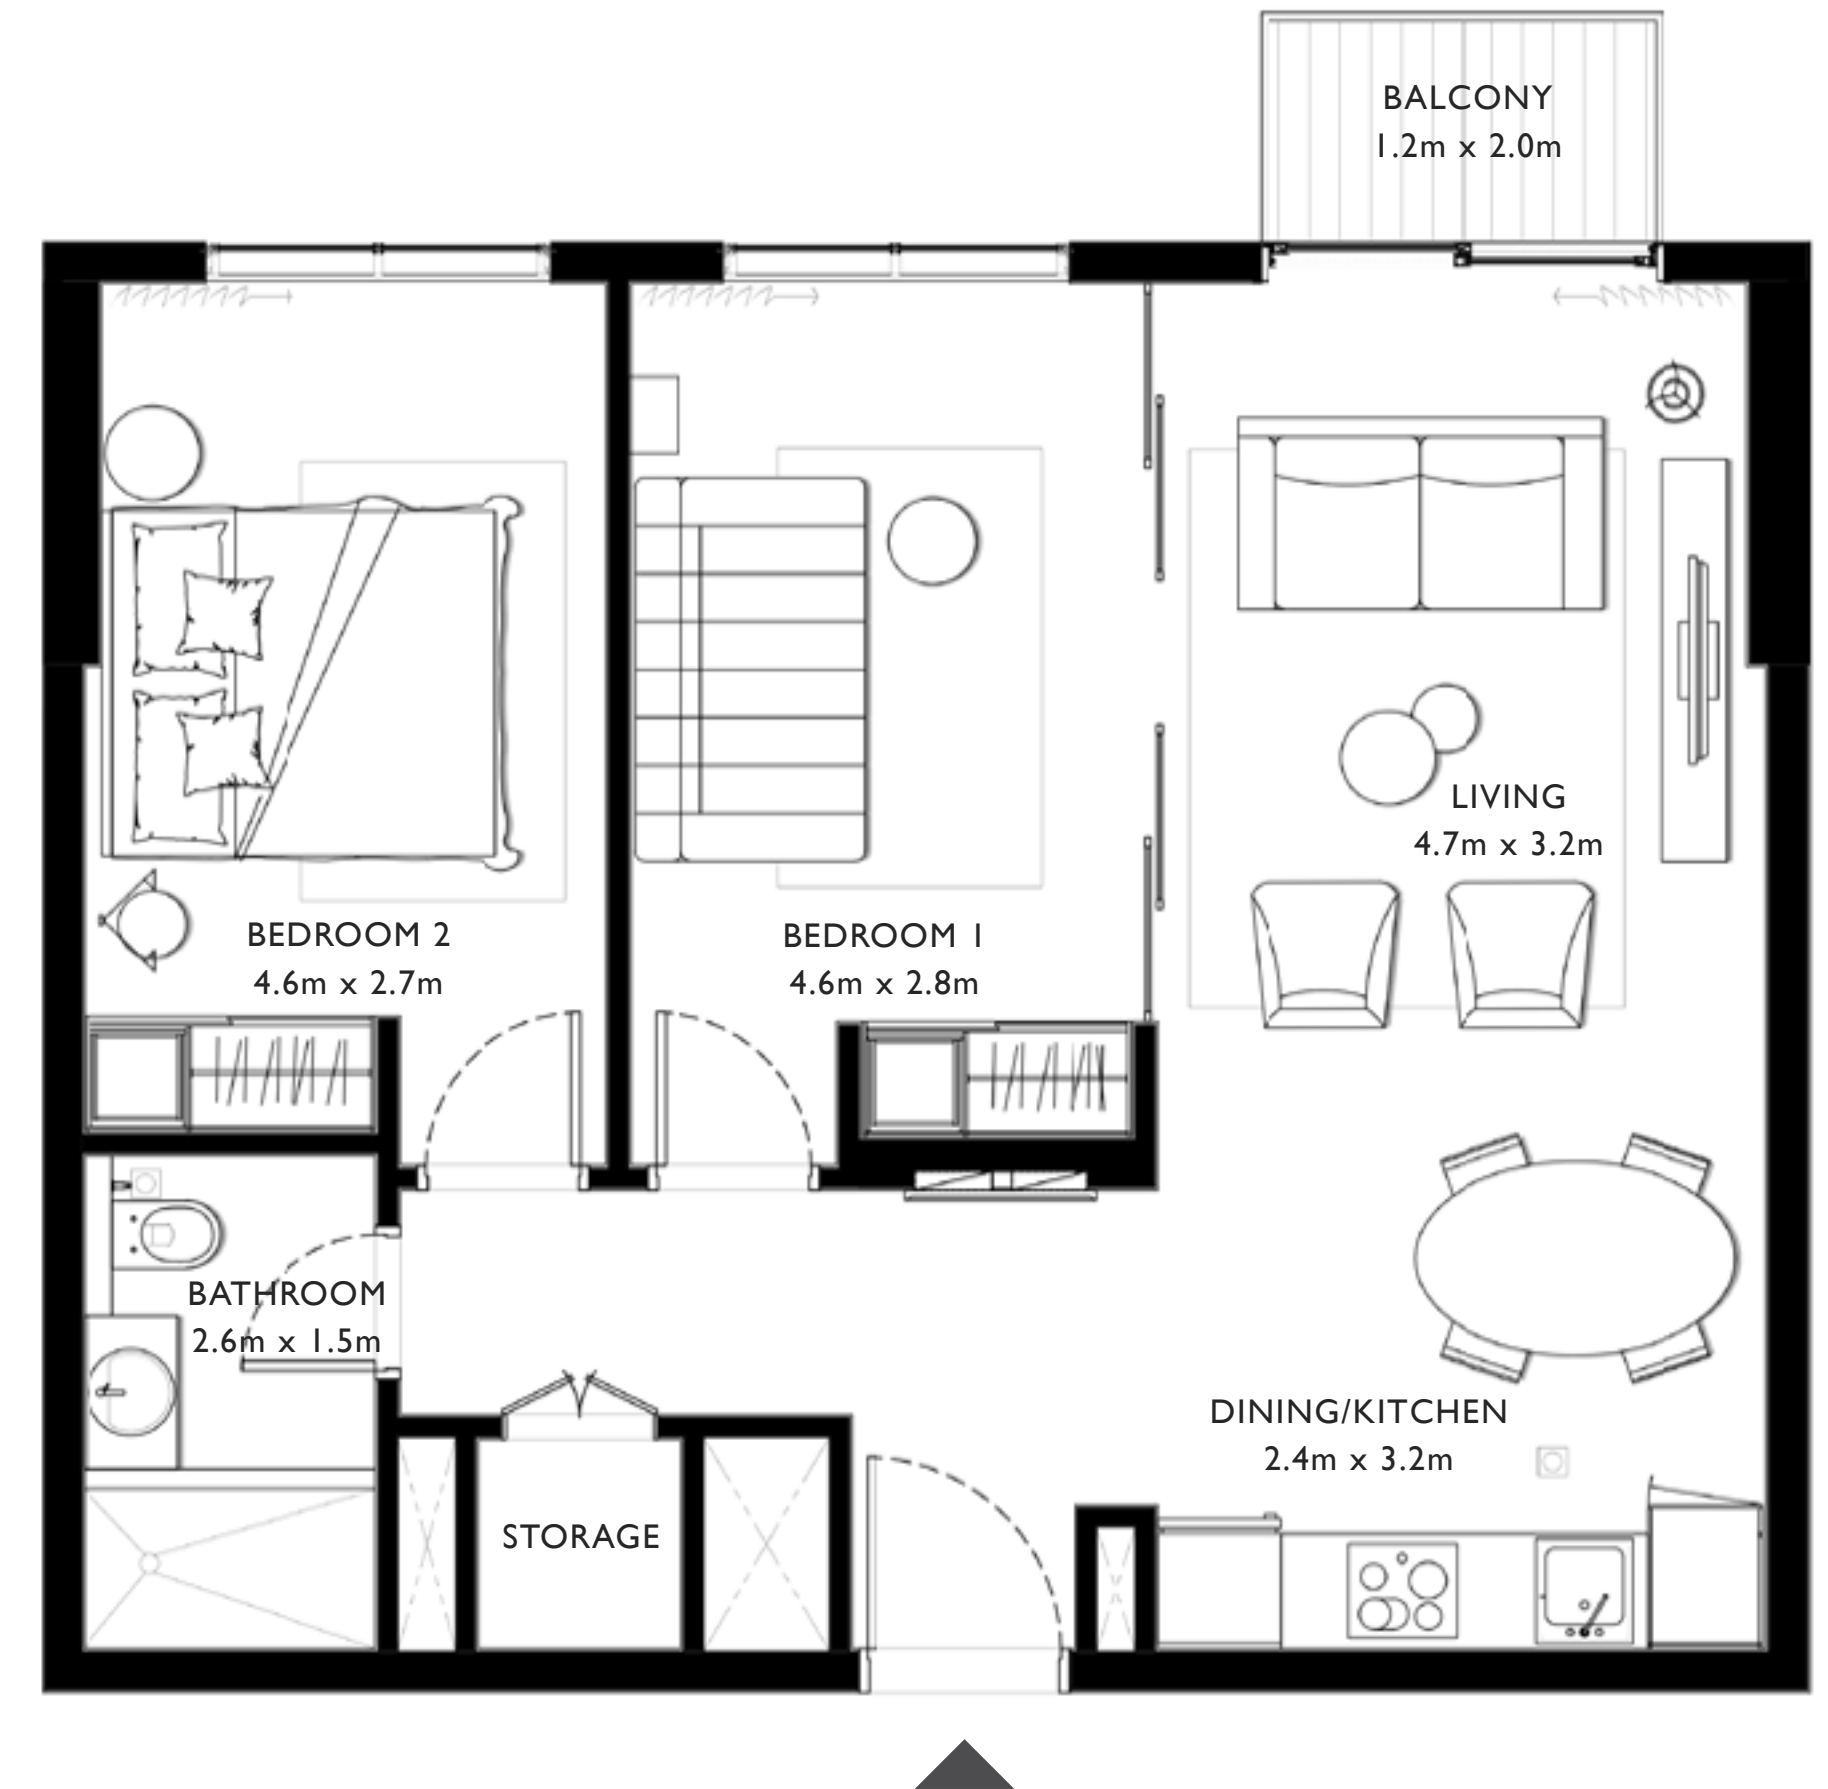 BALCONY
1.2m x 2.0m
LIVING
4.7m x 3.2m
BEDROOM 2
4.6m x 2.7m
BEDROOM 1
4.6m x 2.8m
BATHROOM
2.6m x 1.5m
DINING/KITCHEN
2.4m x 3.2m
STORAGE